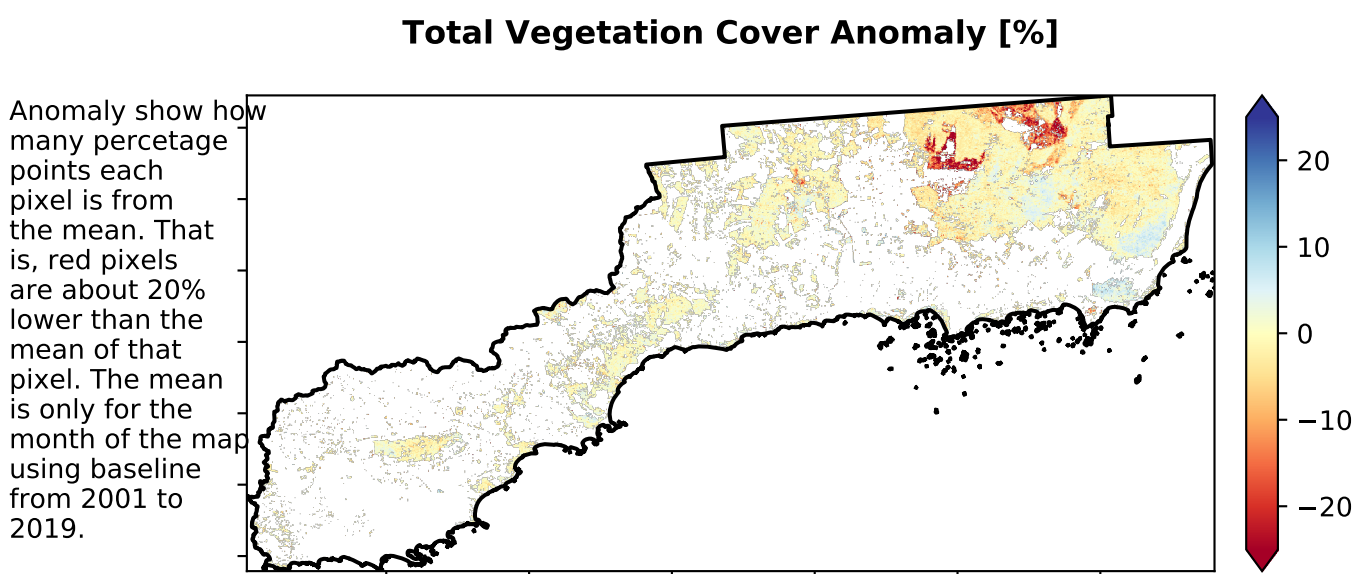 Total Vegetation Cover Anomaly [%]
Anomaly show how
many percetage
points each
pixel is from
the mean. That
is, red pixels
are about 20%
lower than the
mean of that
pixel. The mean
is only for the
month of the map
using baseline
from 2001 to
2019.
20
10
0
−10
−20